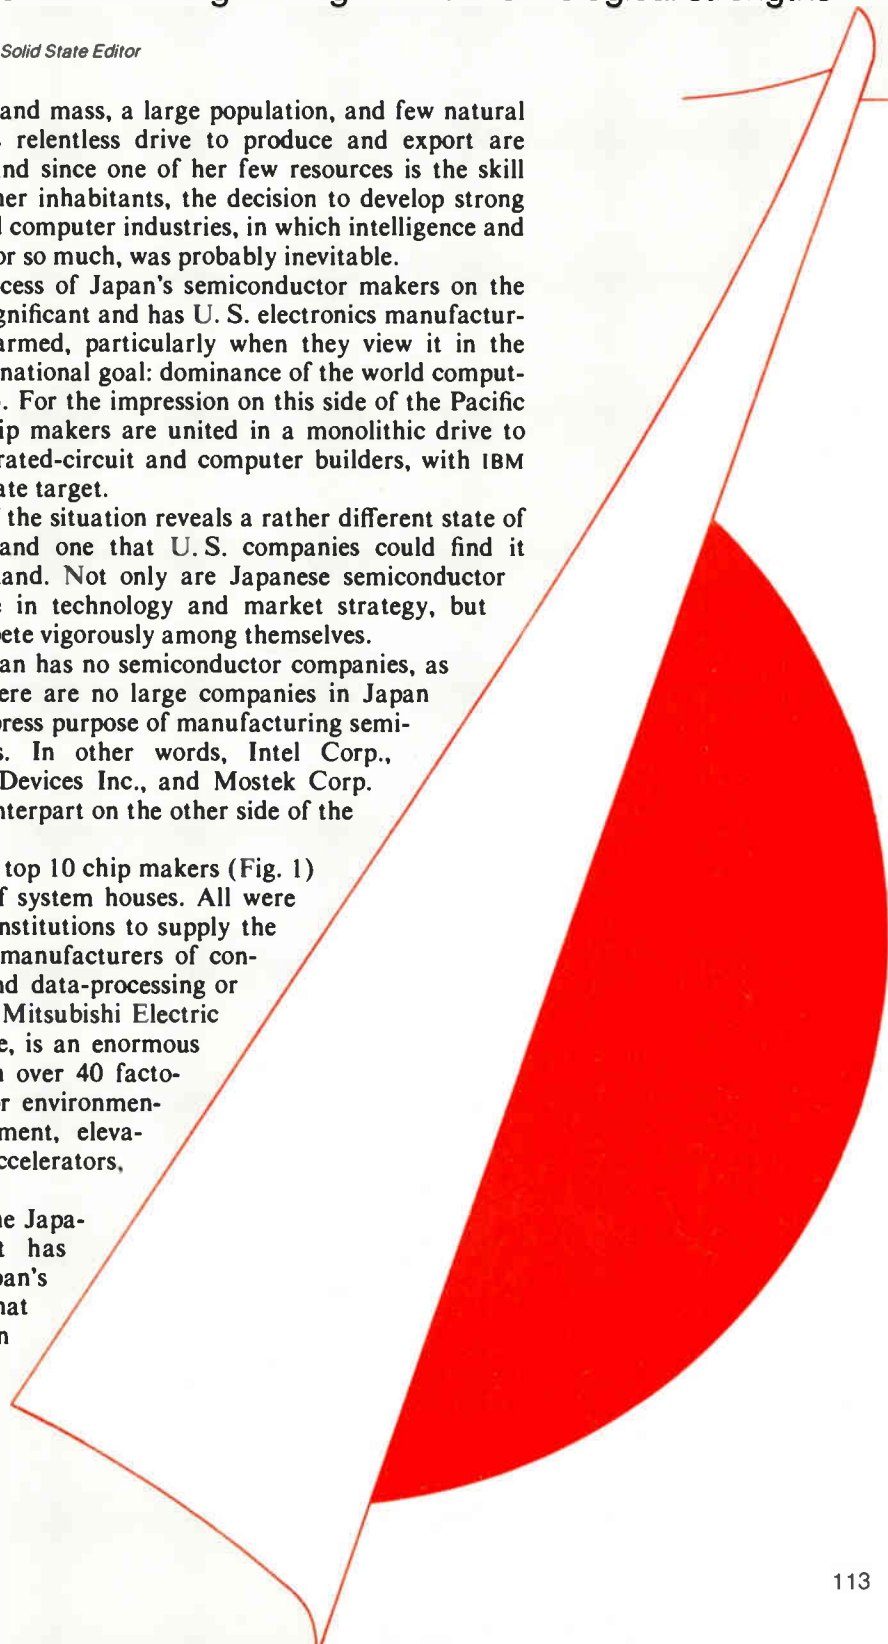 Solid State Editor
and mass, a large population, and few natural
relentless drive to produce and export are
nd since one of her few resources is the skill
ner inhabitants, the decision to develop strong
computer industries, in which intelligence and
or so much, was probably inevitable.
cess of Japan's semiconductor makers on the
gnificant and has U. S. electronics manufactur-
armed, particularly when they view it in the
national goal: dominance of the world comput-
. For the impression on this side of the Pacific
ip makers are united in a monolithic drive to
rated-circuit and computer builders, with IBM
ate target.
the situation reveals a rather different state of
and one that U. S. companies could find it
and. Not only are Japanese semiconductor
in technology and market strategy, but
pete vigorously among themselves.
an has no semiconductor companies, as
ere are no large companies in Japan
press purpose of manufacturing semi-
s. In other words, Intel Corp.,
Devices Inc., and Mostek Corp.
nterpart on the other side of the
top 10 chip makers (Fig. 1)
f system houses. All were
nstitutions to supply the
manufacturers of con-
nd data-processing or
Mitsubishi Electric
e, is an enormous
n over 40 facto-
r environmen-
ment, eleva-
ccelerators,
ne Japa-
t has
pan's
hat
n
113